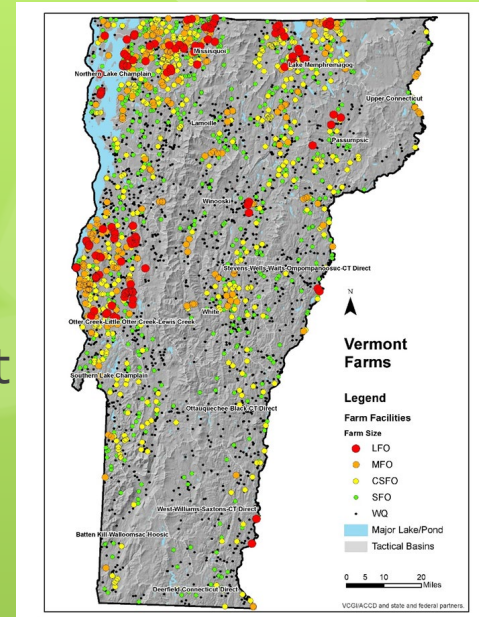 Missisquoi
Northern Lake Champlain
Lake Memphremagog
Upper Connecticut
Lamoille
Passumpsic
Winooski
Stevens-Wells-Waits-Ompompanoosuc-CT Direct
White
Otter Creek-Little Otter Creek-Lewis Creek
Southern Lake Champlain
Ottauquechee-Black-CT Direct
West-Williams-Saxtons-CT Direct
Batten Kill-Walloomsac-Hoosic
Deerfield-Connecticut Direct
N
Vermont
Farms
Legend
Farm Facilities
Farm Size
LFO
MFO
CSFO
SFO
WQ
Major Lake/Pond
Tactical Basins
0 5 10 20
Miles
VCGI/ACCD and state and federal partners.
t